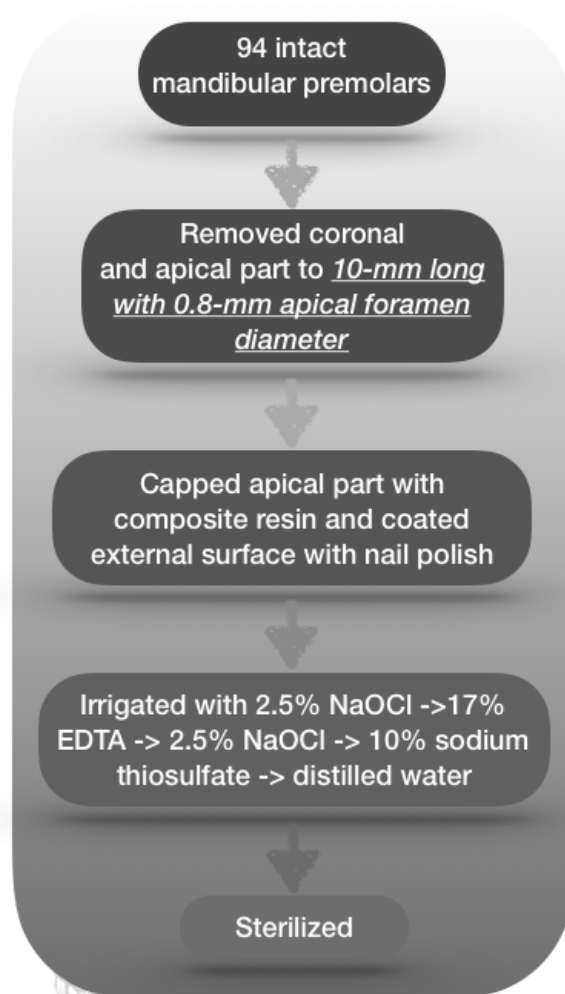 94 intact
mandibular premolars
Removed coronal
and apical part to 10-mm long
with 0.8-mm apical foramen
diameter
Capped apical part with
composite resin and coated
external surface with nail polish
Irrigated with 2.5% NaOCl ->17%
EDTA -> 2.5% NaOCl -> 10% sodium
thiosulfate -> distilled water
Sterilized